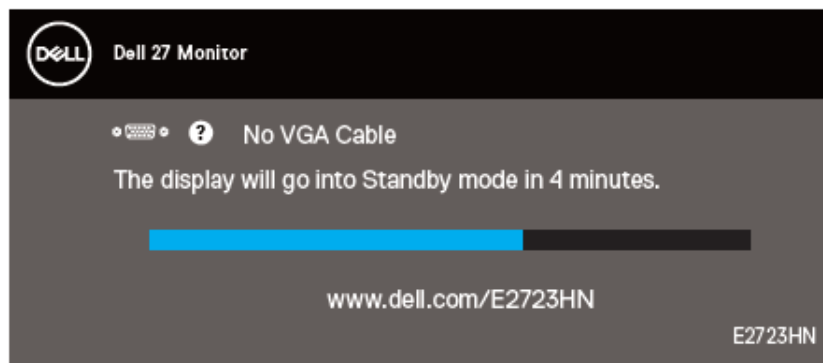 DELL
Dell 27 Monitor
? No VGA Cable
The display will go into Standby mode in 4 minutes.
www.dell.com/E2723HN
E2723HN